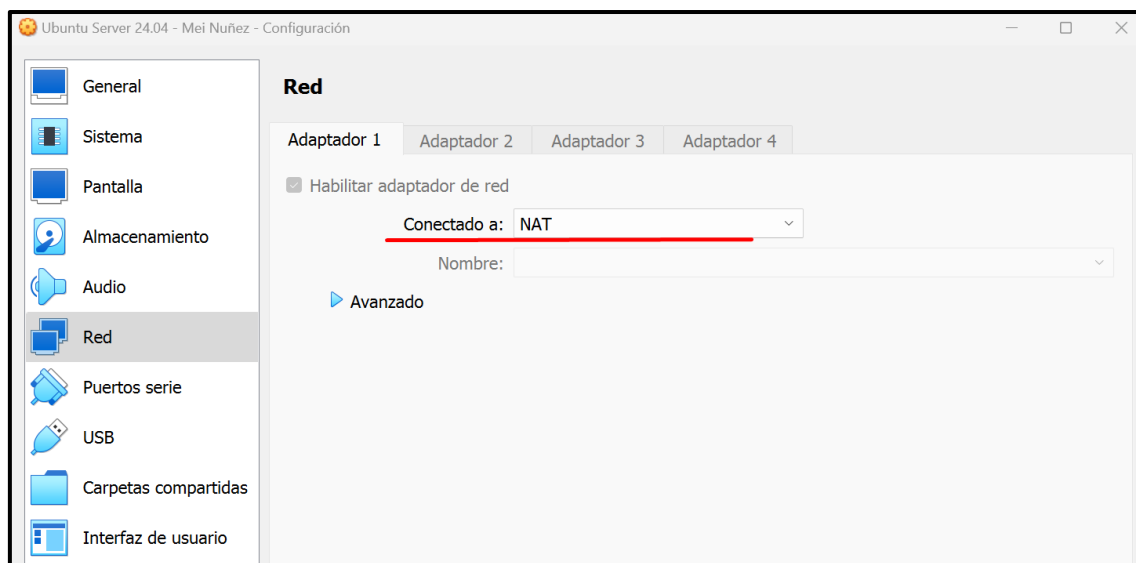 Ubuntu Server 24.04 - Mei Nuñez - Configuración
General
Sistema
Pantalla
Almacenamiento
Audio
Red
Puertos serie
USB
Carpetas compartidas
Interfaz de usuario
Red
Adaptador 1 Adaptador 2 Adaptador 3 Adaptador 4
Habilitar adaptador de red
Conectado a: NAT
Nombre:
Avanzado